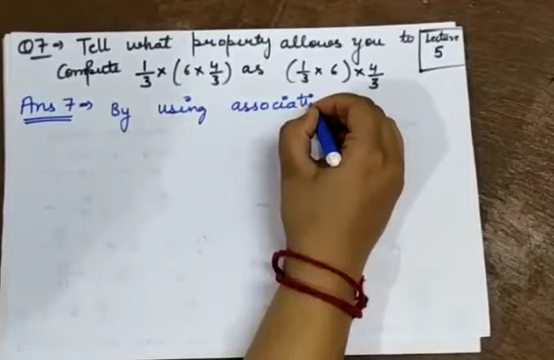 Q7 → Tell what property allows you to
compute 1/3 × (6 × 4/3) as (1/3 × 6) × 4/3
Lecture
5
Ans 7 → By using associati